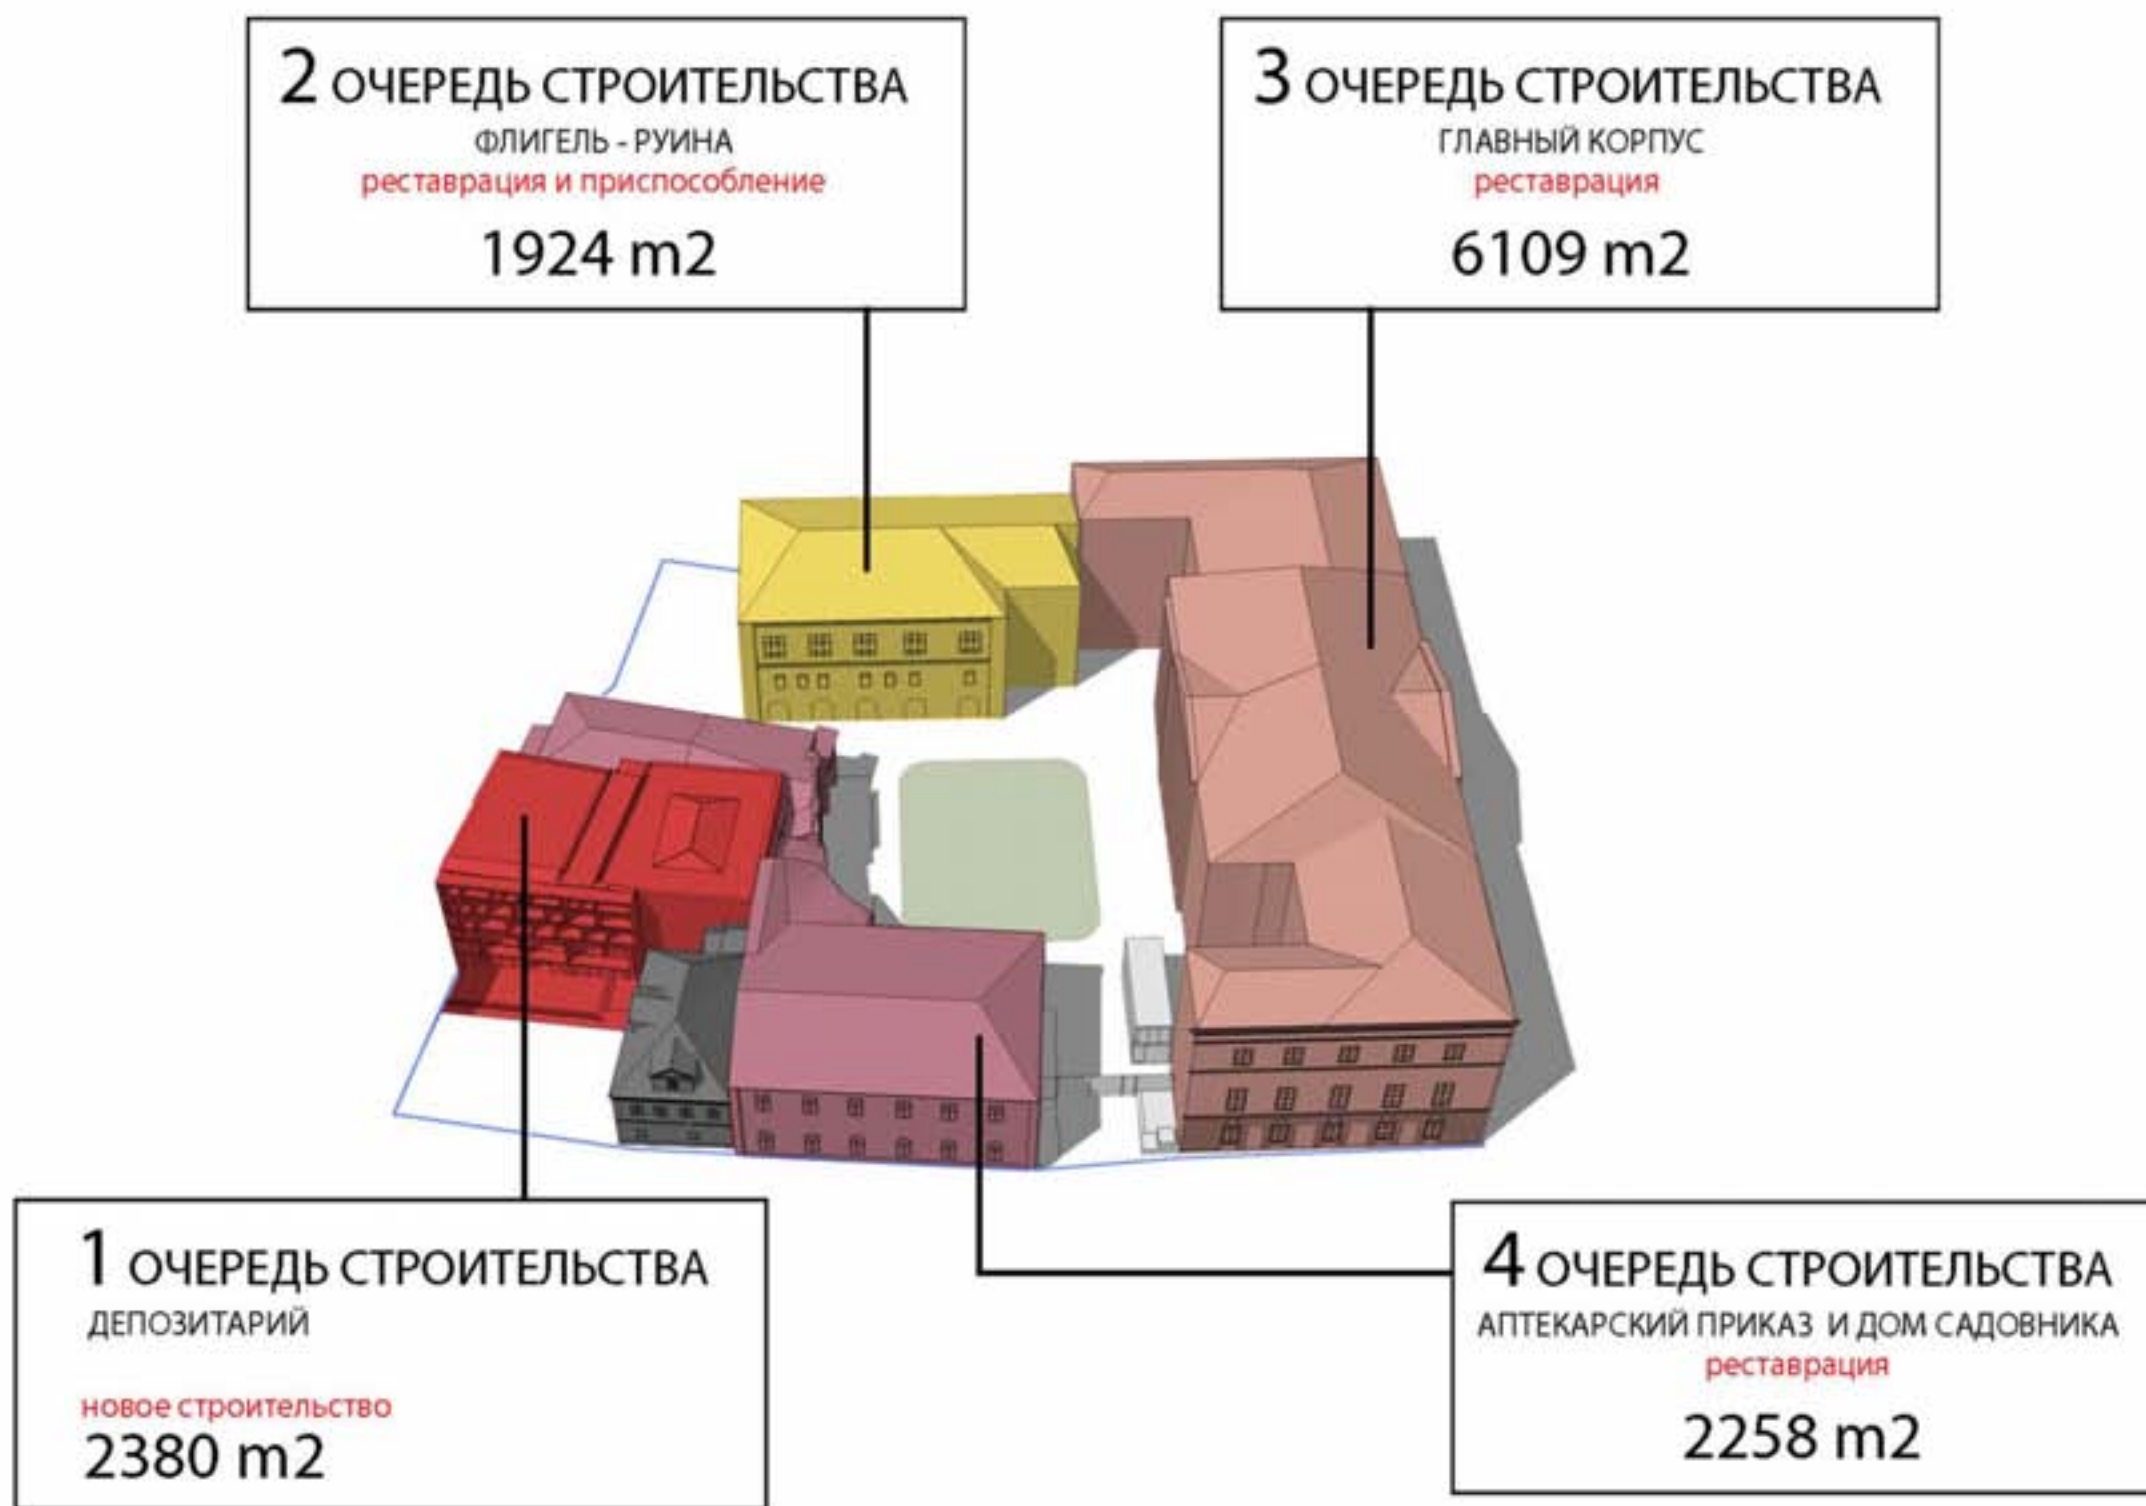 2 ОЧЕРЕДЬ СТРОИТЕЛЬСТВА
ФЛИГЕЛЬ - РУИНА
реставрация и приспособление
1924 m2
3 ОЧЕРЕДЬ СТРОИТЕЛЬСТВА
ГЛАВНЫЙ КОРПУС
реставрация
6109 m2
1 ОЧЕРЕДЬ СТРОИТЕЛЬСТВА
ДЕПОЗИТАРИЙ
новое строительство
2380 m2
4 ОЧЕРЕДЬ СТРОИТЕЛЬСТВА
АПТЕКАРСКИЙ ПРИКАЗ И ДОМ САДОВНИКА
реставрация
2258 m2